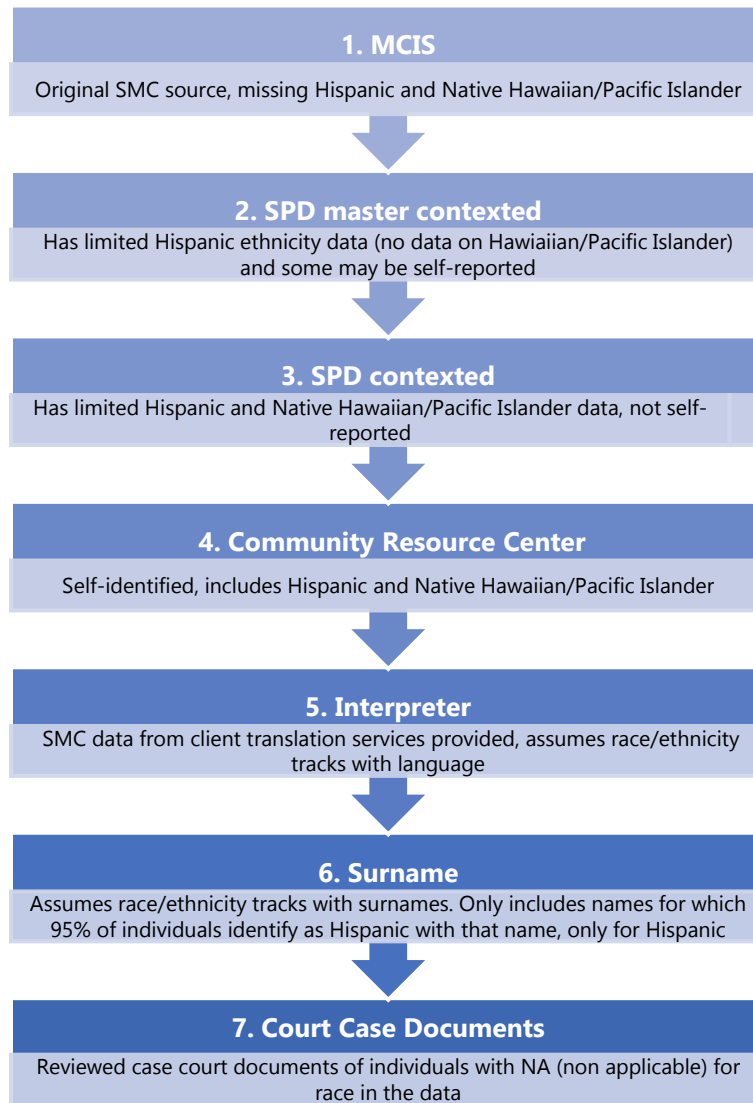 1. MCIS
Original SMC source, missing Hispanic and Native Hawaiian/Pacific Islander
2. SPD master contexted
Has limited Hispanic ethnicity data (no data on Hawiaiian/Pacific Islander)
and some may be self-reported
3. SPD contexted
Has limited Hispanic and Native Hawaiian/Pacific Islander data, not self-
reported
4. Community Resource Center
Self-identified, includes Hispanic and Native Hawaiian/Pacific Islander
5. Interpreter
SMC data from client translation services provided, assumes race/ethnicity
tracks with language
6. Surname
Assumes race/ethnicity tracks with surnames. Only includes names for which
95% of individuals identify as Hispanic with that name, only for Hispanic
7. Court Case Documents
Reviewed case court documents of individuals with NA (non applicable) for
race in the data